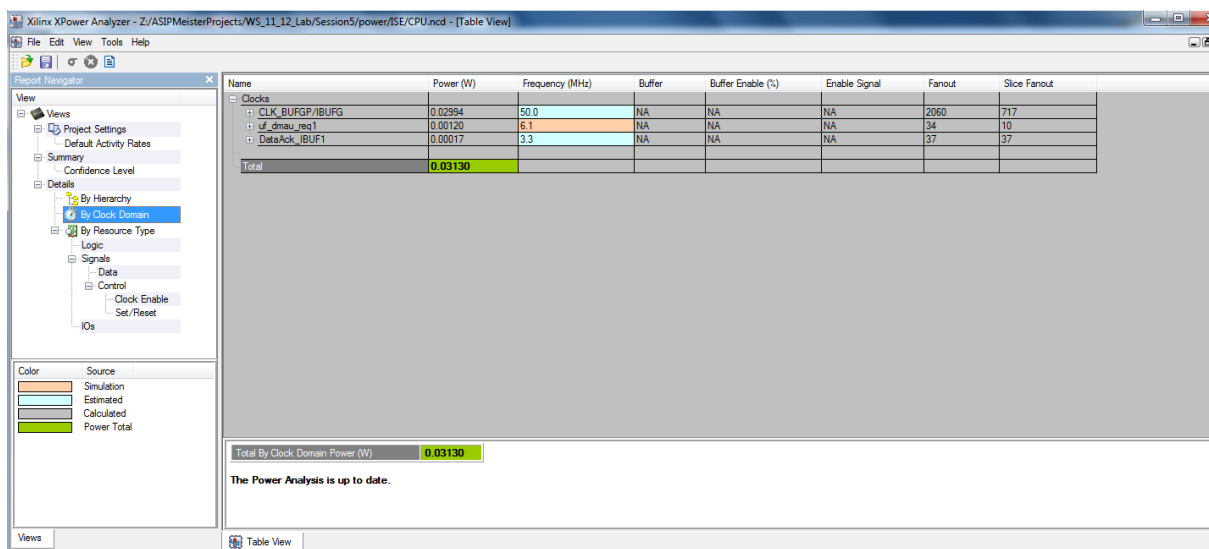 Xilinx XPower Analyzer - Z:/ASIPMeisterProjects/WS_11_12_Lab/Session5/power/ISE/CPU.ncd - [Table View]
File Edit View Tools Help
Report Navigator
View
Views
Project Settings
Default Activity Rates
Summary
Confidence Level
Details
By Hierarchy
By Clock Domain
By Resource Type
Logic
Signals
Data
Control
Clock Enable
Set/Reset
IOs
Color Source
Simulation
Estimated
Calculated
Power Total
Views
Name Power (W) Frequency (MHz) Buffer Buffer Enable (%) Enable Signal Fanout Slice Fanout
Clocks
CLK_BUFGP/IBUFG 0.02994 50.0 NA NA NA 2060 717
uf_dmau_req1 0.00120 6.1 NA NA NA 34 10
DataAck_IBUF1 0.00017 3.3 NA NA NA 37 37
Total 0.03130
Total By Clock Domain Power (W) 0.03130
The Power Analysis is up to date.
Table View